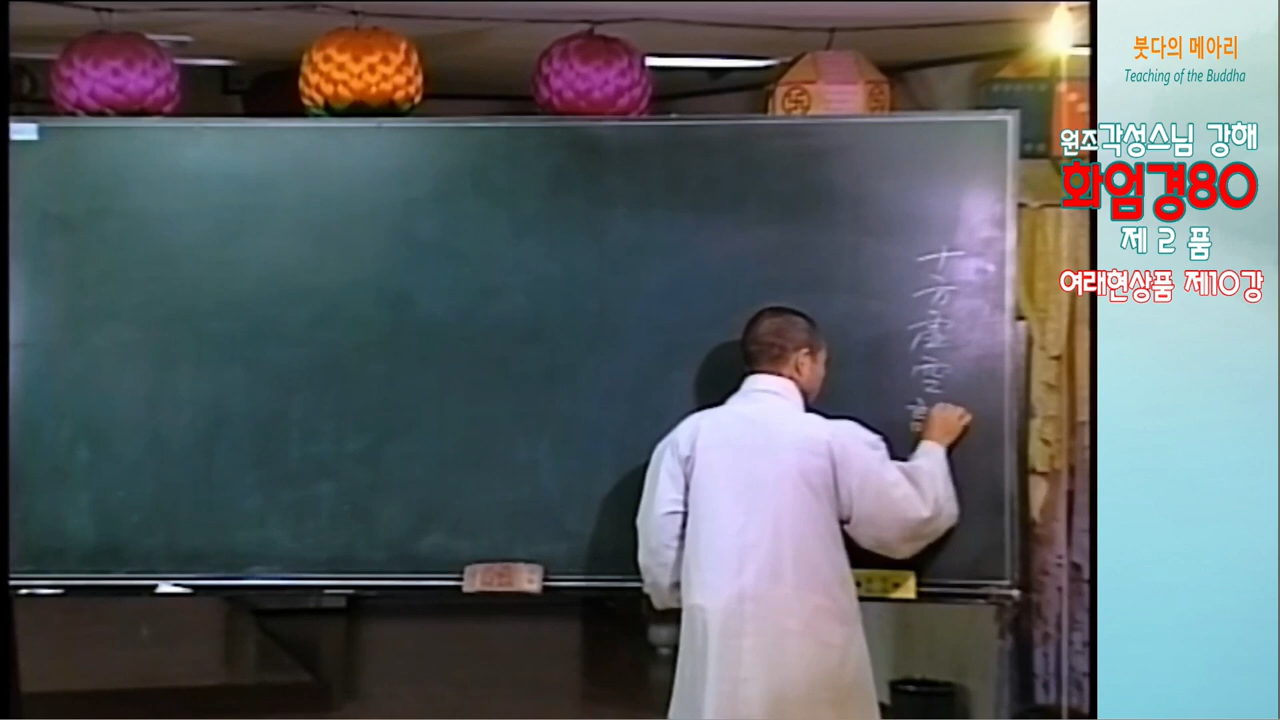 붓다의 메아리
Teaching of the Buddha
원조각성스님 강해
화엄경80
제2품
여래현상품 제10강
十